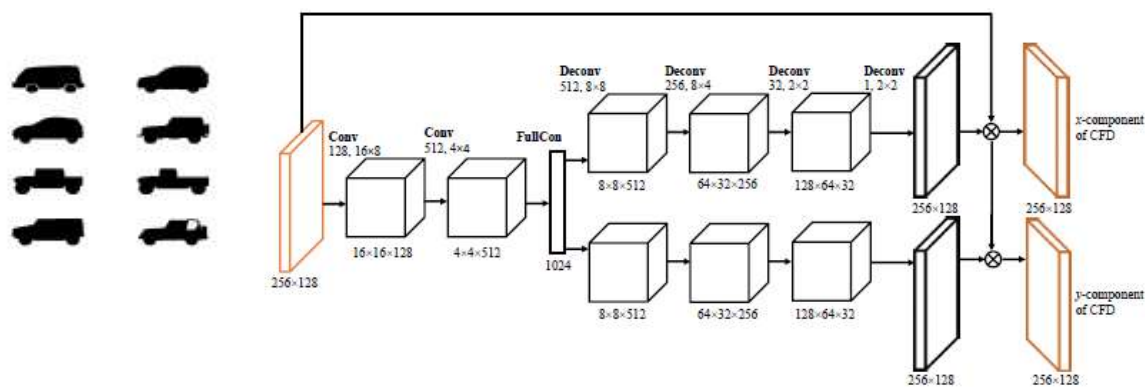 Deconv
512, 8×8
Deconv
256, 8×4
Deconv
32, 2×2
Deconv
1, 2×2
Conv
128, 16×8
Conv
512, 4×4
FullCon
8×8×512
64×32×256
128×64×32
256×128
256×128
x-component
of CFD
256×128
16×16×128
4×4×512
1024
8×8×512
64×32×256
128×64×32
256×128
256×128
y-component
of CFD